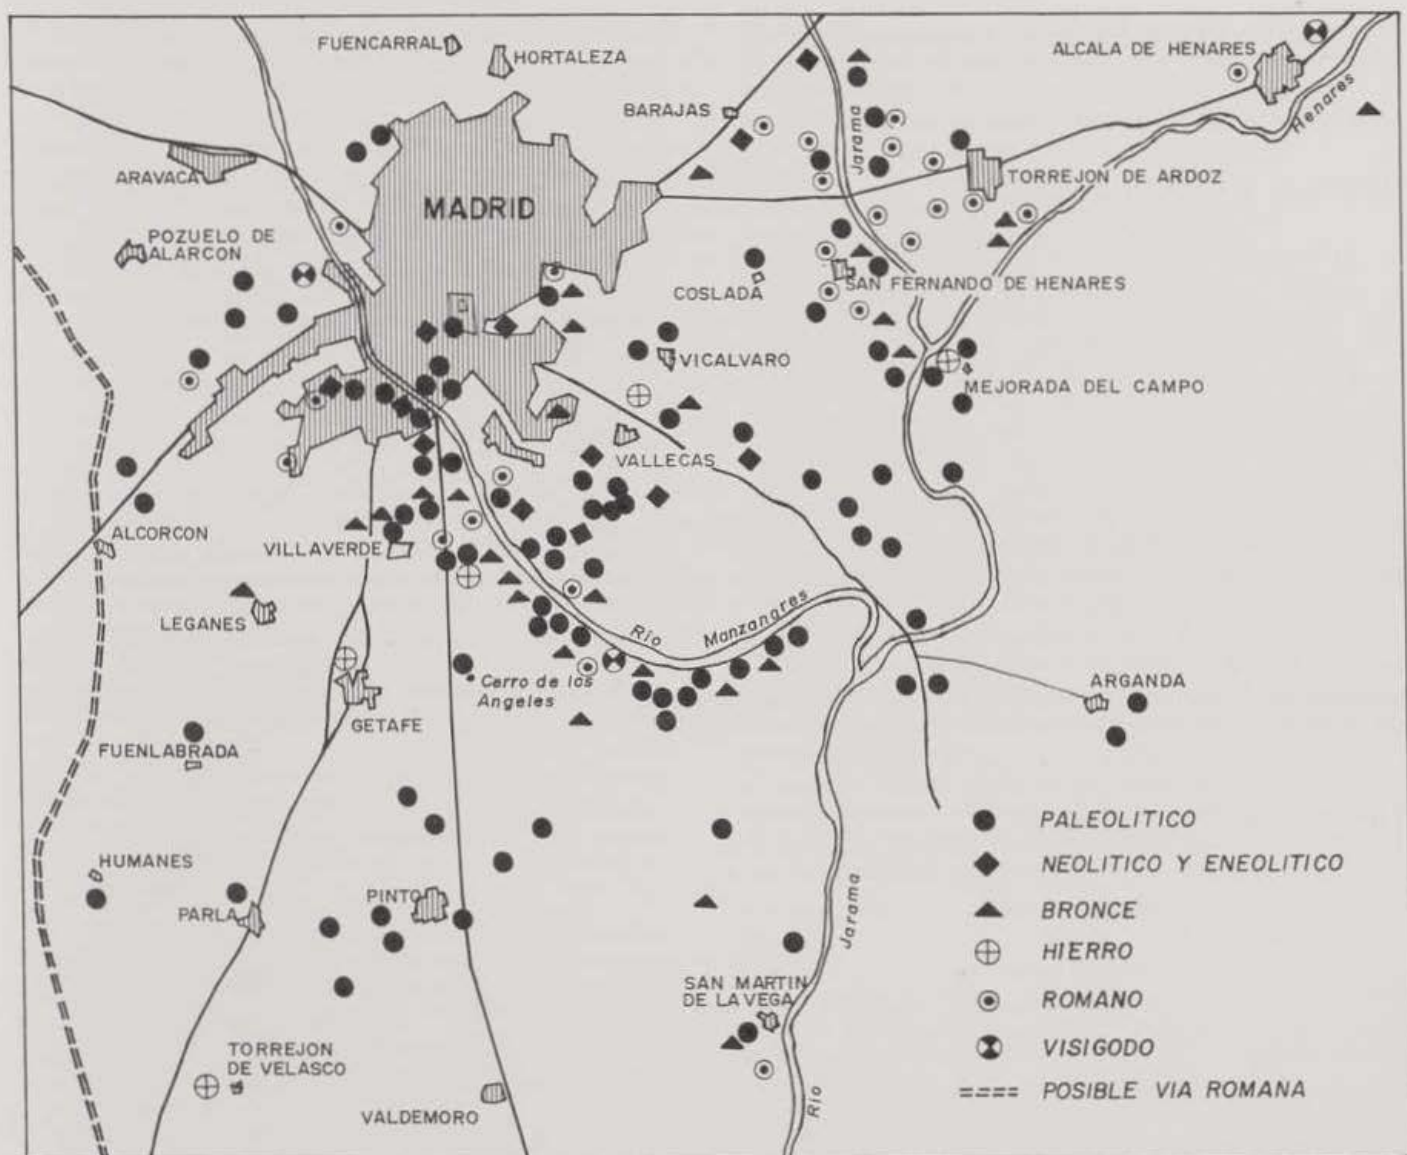 FUENCARRAL
HORTALEZA
ALCALA DE HENARES
BARAJAS
Jarama
Henares
ARAVACA
MADRID
TORREJON DE ARDOZ
POZUELO DE
ALARCON
COSLADA
SAN FERNANDO DE HENARES
VICALVARO
MEJORADA DEL CAMPO
VALLECAS
ALCORCON
VILLAVERDE
LEGANES
Río Manzanares
Cerro de los
Angeles
ARGANDA
GETAFE
FUENLABRADA
HUMANES
PARLA
PINTO
SAN MARTIN
DE LA VEGA
Río Jarama
TORREJON
DE VELASCO
VALDEMORO
PALEOLITICO
NEOLITICO Y ENEOLITICO
BRONCE
HIERRO
ROMANO
VISIGODO
POSIBLE VIA ROMANA